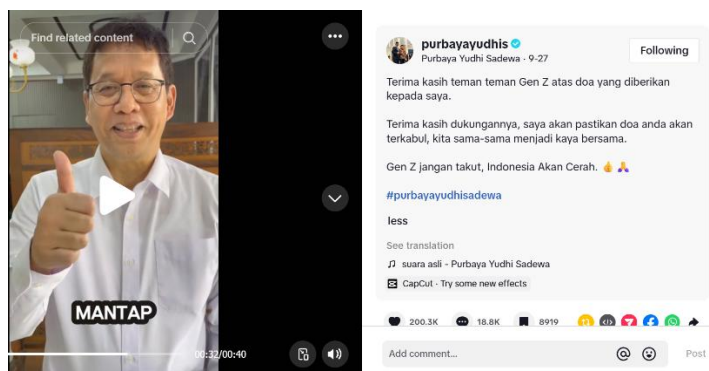 Find related content
MANTAP
00:32/00:40
purbayayudhis
Purbaya Yudhi Sadewa · 9-27
Following
Terima kasih teman teman Gen Z atas doa yang diberikan
kepada saya.
Terima kasih dukungannya, saya akan pastikan doa anda akan
terkabul, kita sama-sama menjadi kaya bersama.
Gen Z jangan takut, Indonesia Akan Cerah. 👍 🙏
#purbayayudhisadewa
less
See translation
suara asli - Purbaya Yudhi Sadewa
CapCut · Try some new effects
200.3K 18.8K 8919
Add comment...
Post